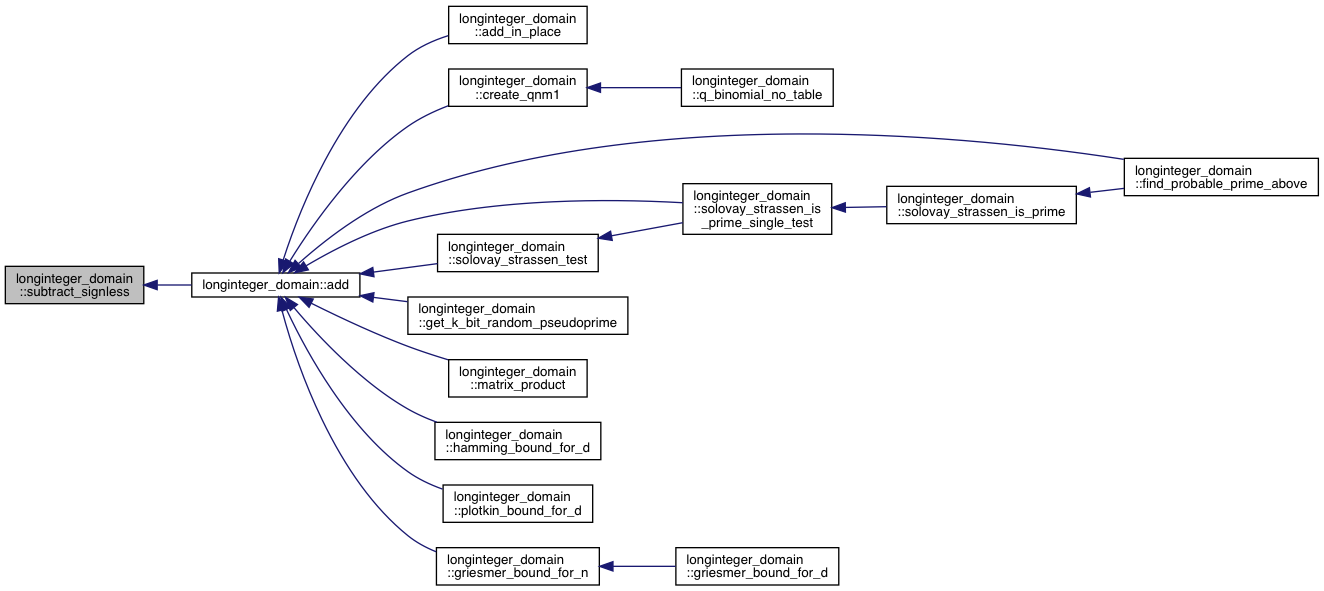 longinteger_domain
::subtract_signless
longinteger_domain::add
longinteger_domain
::add_in_place
longinteger_domain
::create_qnm1
longinteger_domain
::q_binomial_no_table
longinteger_domain
::find_probable_prime_above
longinteger_domain
::solovay_strassen_is
_prime_single_test
longinteger_domain
::solovay_strassen_is_prime
longinteger_domain
::solovay_strassen_test
longinteger_domain
::get_k_bit_random_pseudoprime
longinteger_domain
::matrix_product
longinteger_domain
::hamming_bound_for_d
longinteger_domain
::plotkin_bound_for_d
longinteger_domain
::griesmer_bound_for_n
longinteger_domain
::griesmer_bound_for_d